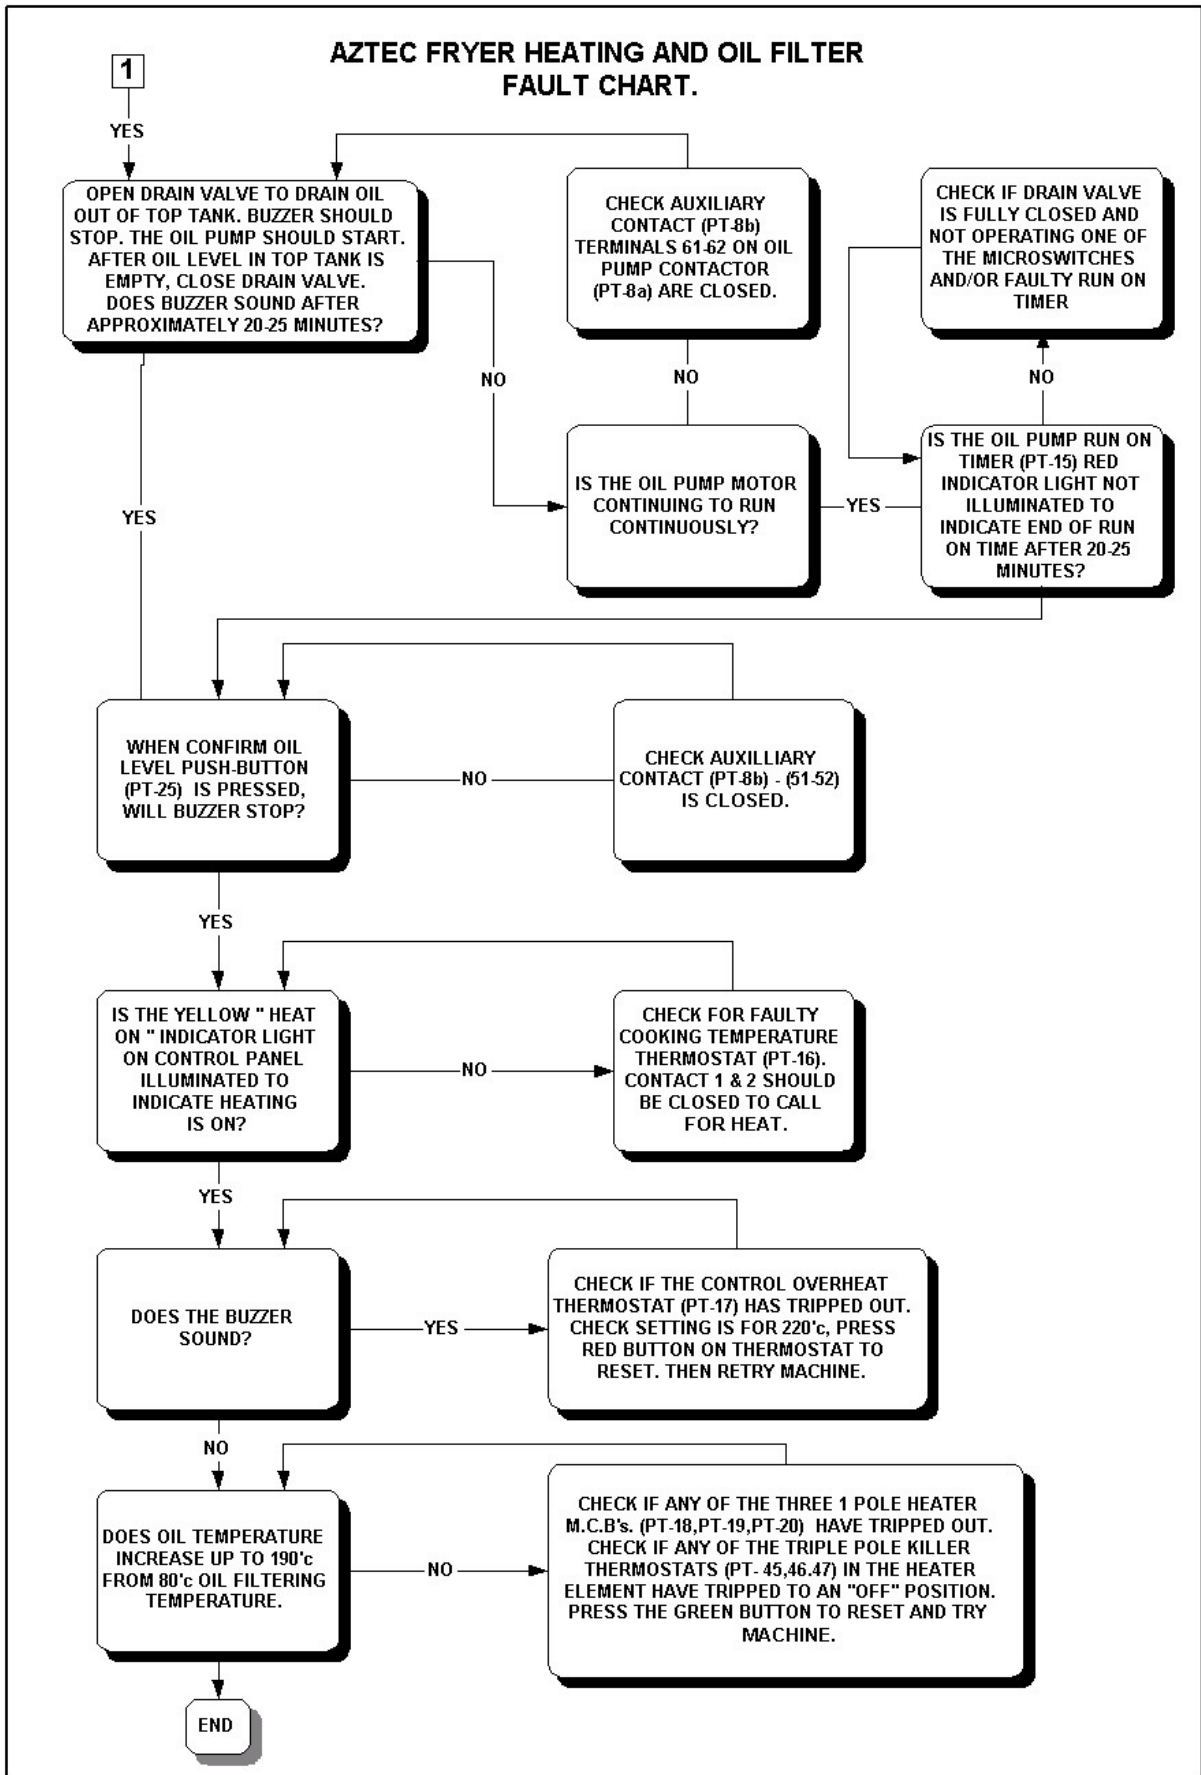 AZTEC FRYER HEATING AND OIL FILTER
FAULT CHART.
1
YES
OPEN DRAIN VALVE TO DRAIN OIL
OUT OF TOP TANK. BUZZER SHOULD
STOP. THE OIL PUMP SHOULD START.
AFTER OIL LEVEL IN TOP TANK IS
EMPTY, CLOSE DRAIN VALVE.
DOES BUZZER SOUND AFTER
APPROXIMATELY 20-25 MINUTES?
CHECK AUXILIARY
CONTACT (PT-8b)
TERMINALS 61-62 ON OIL
PUMP CONTACTOR
(PT-8a) ARE CLOSED.
CHECK IF DRAIN VALVE
IS FULLY CLOSED AND
NOT OPERATING ONE OF
THE MICROSWITCHES
AND/OR FAULTY RUN ON
TIMER
NO
NO
NO
YES
IS THE OIL PUMP MOTOR
CONTINUING TO RUN
CONTINUOUSLY?
YES
IS THE OIL PUMP RUN ON
TIMER (PT-15) RED
INDICATOR LIGHT NOT
ILLUMINATED TO
INDICATE END OF RUN
ON TIME AFTER 20-25
MINUTES?
WHEN CONFIRM OIL
LEVEL PUSH-BUTTON
(PT-25) IS PRESSED,
WILL BUZZER STOP?
NO
CHECK AUXILLIARY
CONTACT (PT-8b) - (51-52)
IS CLOSED.
YES
IS THE YELLOW " HEAT
ON " INDICATOR LIGHT
ON CONTROL PANEL
ILLUMINATED TO
INDICATE HEATING
IS ON?
NO
CHECK FOR FAULTY
COOKING TEMPERATURE
THERMOSTAT (PT-16).
CONTACT 1 & 2 SHOULD
BE CLOSED TO CALL
FOR HEAT.
YES
DOES THE BUZZER
SOUND?
YES
CHECK IF THE CONTROL OVERHEAT
THERMOSTAT (PT-17) HAS TRIPPED OUT.
CHECK SETTING IS FOR 220'c, PRESS
RED BUTTON ON THERMOSTAT TO
RESET. THEN RETRY MACHINE.
NO
DOES OIL TEMPERATURE
INCREASE UP TO 190'c
FROM 80'c OIL FILTERING
TEMPERATURE.
NO
CHECK IF ANY OF THE THREE 1 POLE HEATER
M.C.B's. (PT-18,PT-19,PT-20) HAVE TRIPPED OUT.
CHECK IF ANY OF THE TRIPLE POLE KILLER
THERMOSTATS (PT- 45,46.47) IN THE HEATER
ELEMENT HAVE TRIPPED TO AN "OFF" POSITION.
PRESS THE GREEN BUTTON TO RESET AND TRY
MACHINE.
END